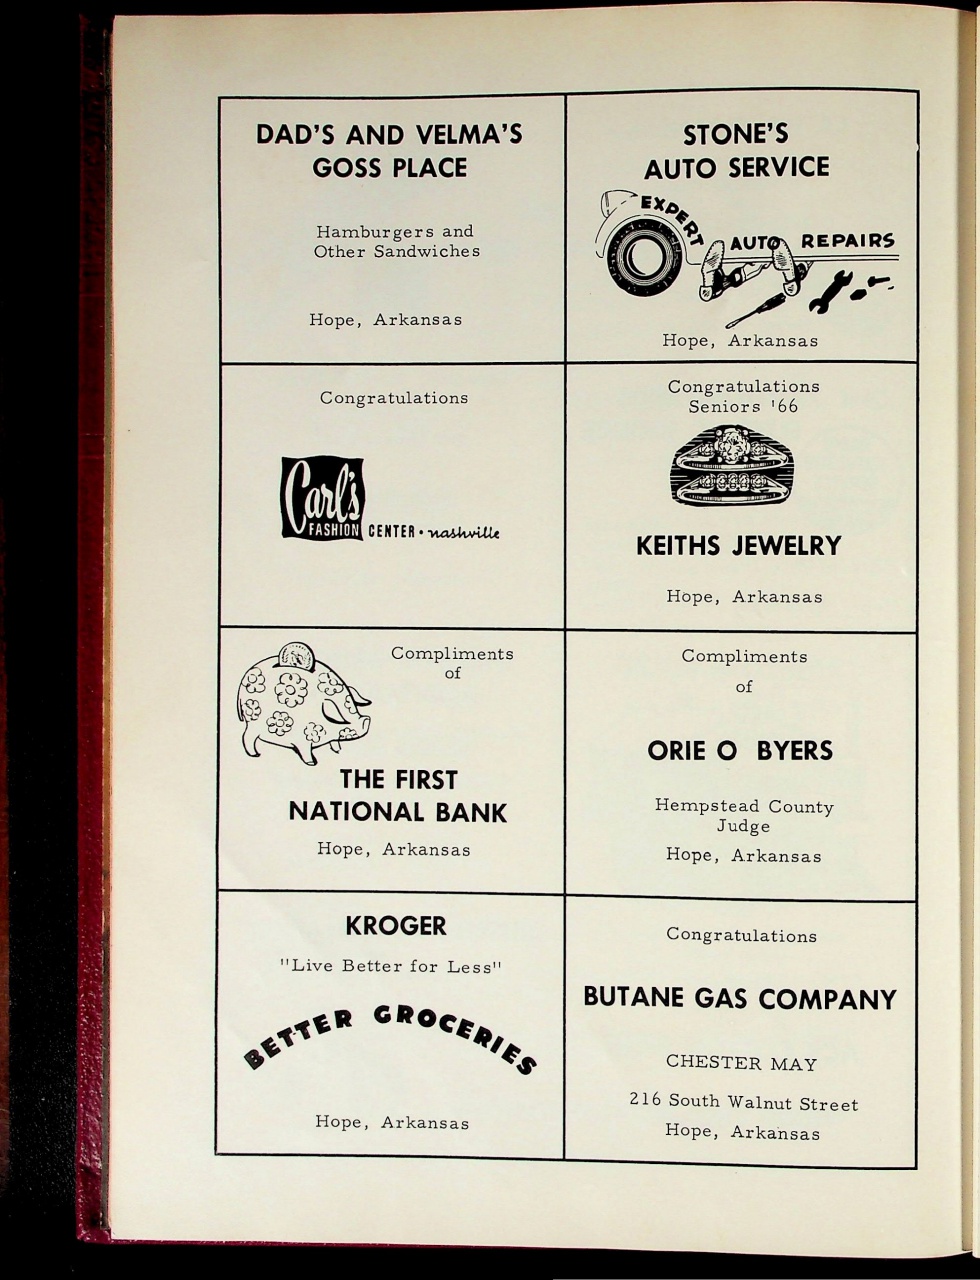 DAD'S AND VELMA'S
GOSS PLACE
Hamburgers and
Other Sandwiches
Hope, Arkansas
STONE'S
AUTO SERVICE
EXPERT
AUTO REPAIRS
Hope, Arkansas
Congratulations
Carl's
FASHION CENTER • nashville
Congratulations
Seniors '66
KEITHS JEWELRY
Hope, Arkansas
Compliments
of
THE FIRST
NATIONAL BANK
Hope, Arkansas
Compliments
of
ORIE O BYERS
Hempstead County
Judge
Hope, Arkansas
KROGER
"Live Better for Less"
BETTER GROCERIES
Hope, Arkansas
Congratulations
BUTANE GAS COMPANY
CHESTER MAY
216 South Walnut Street
Hope, Arkansas